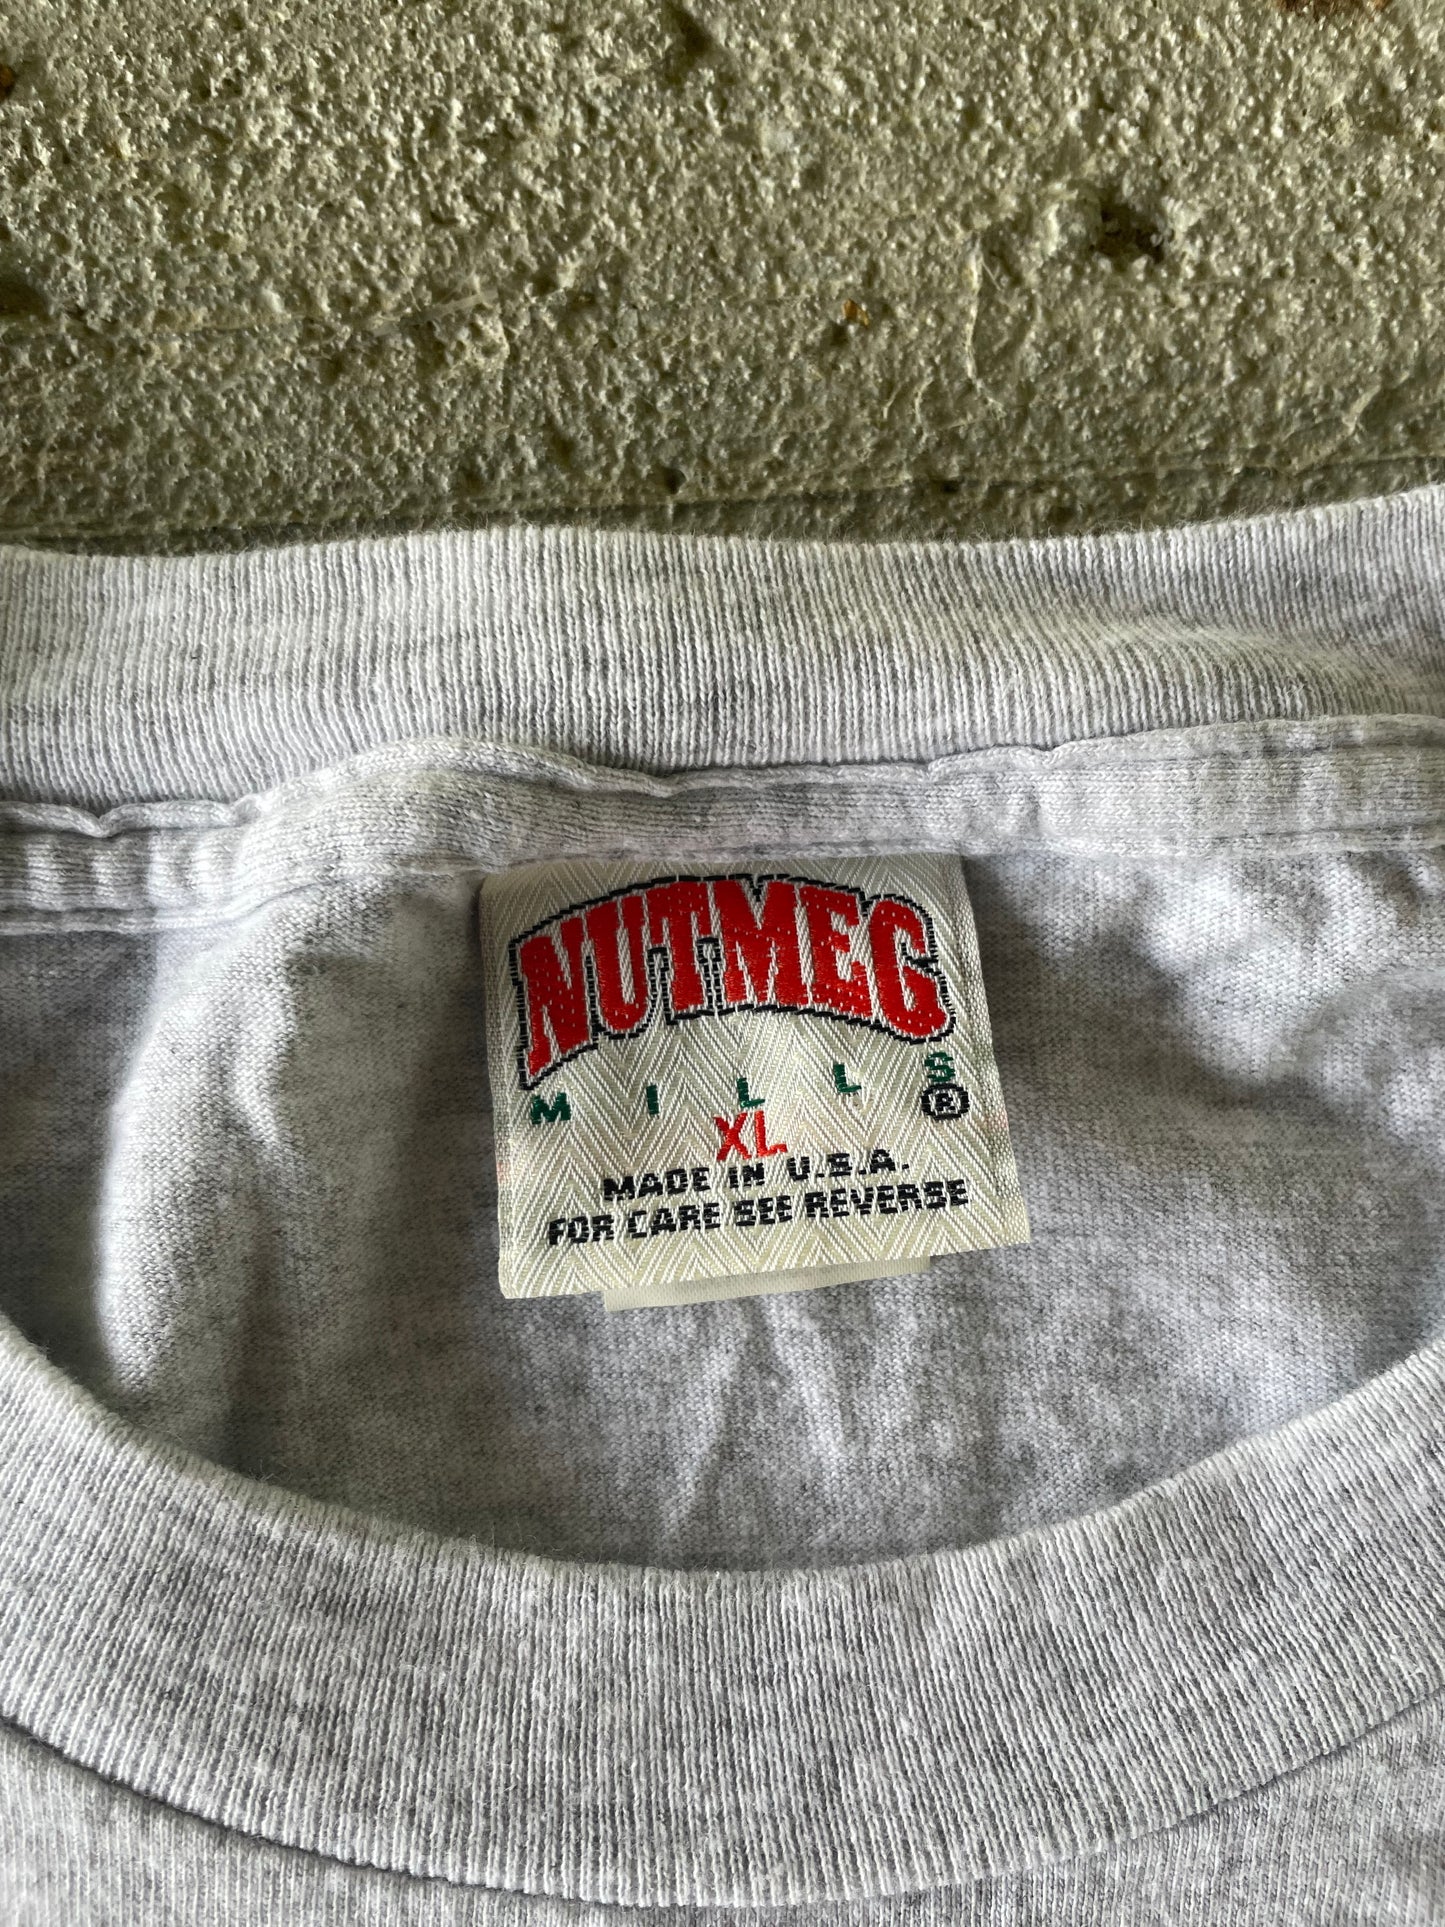 NUTMEG
MILLS ®
XL
MADE IN U.S.A.
FOR CARE SEE REVERSE